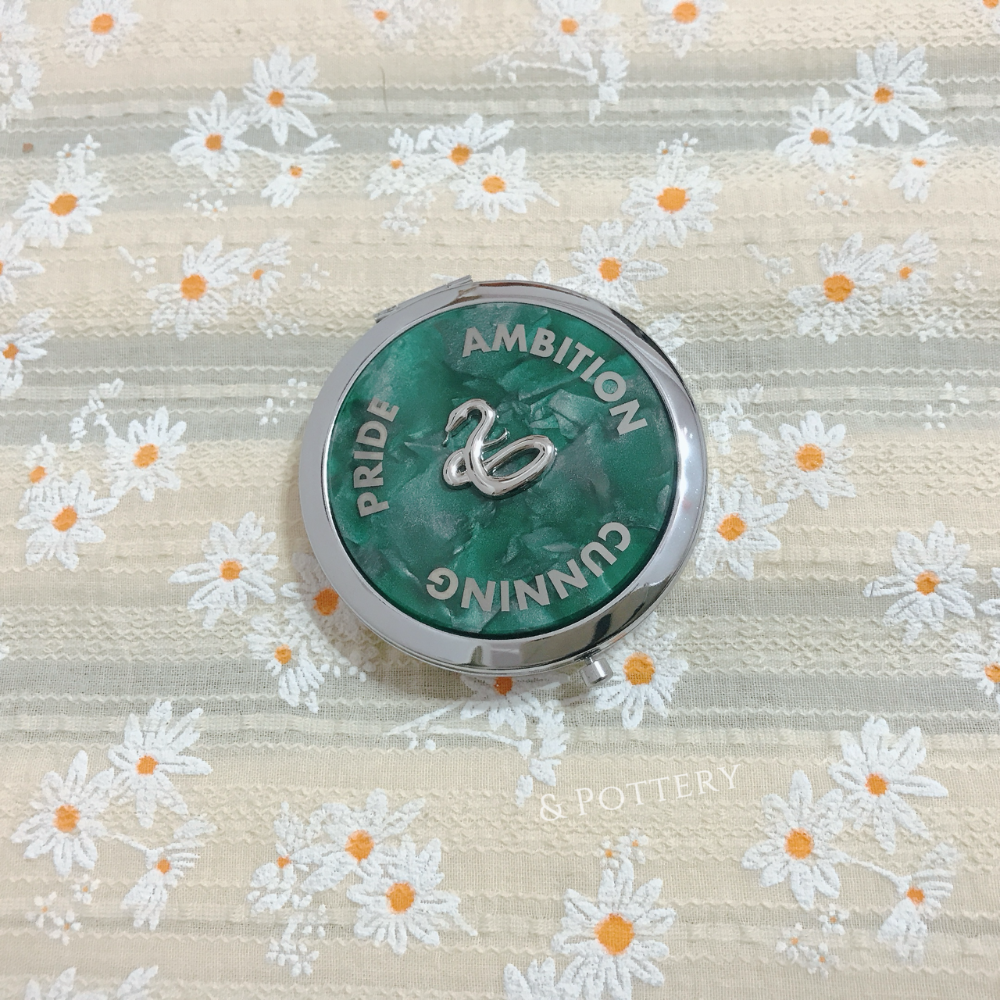 AMBITION
CUNNING
PRIDE
& POTTERY